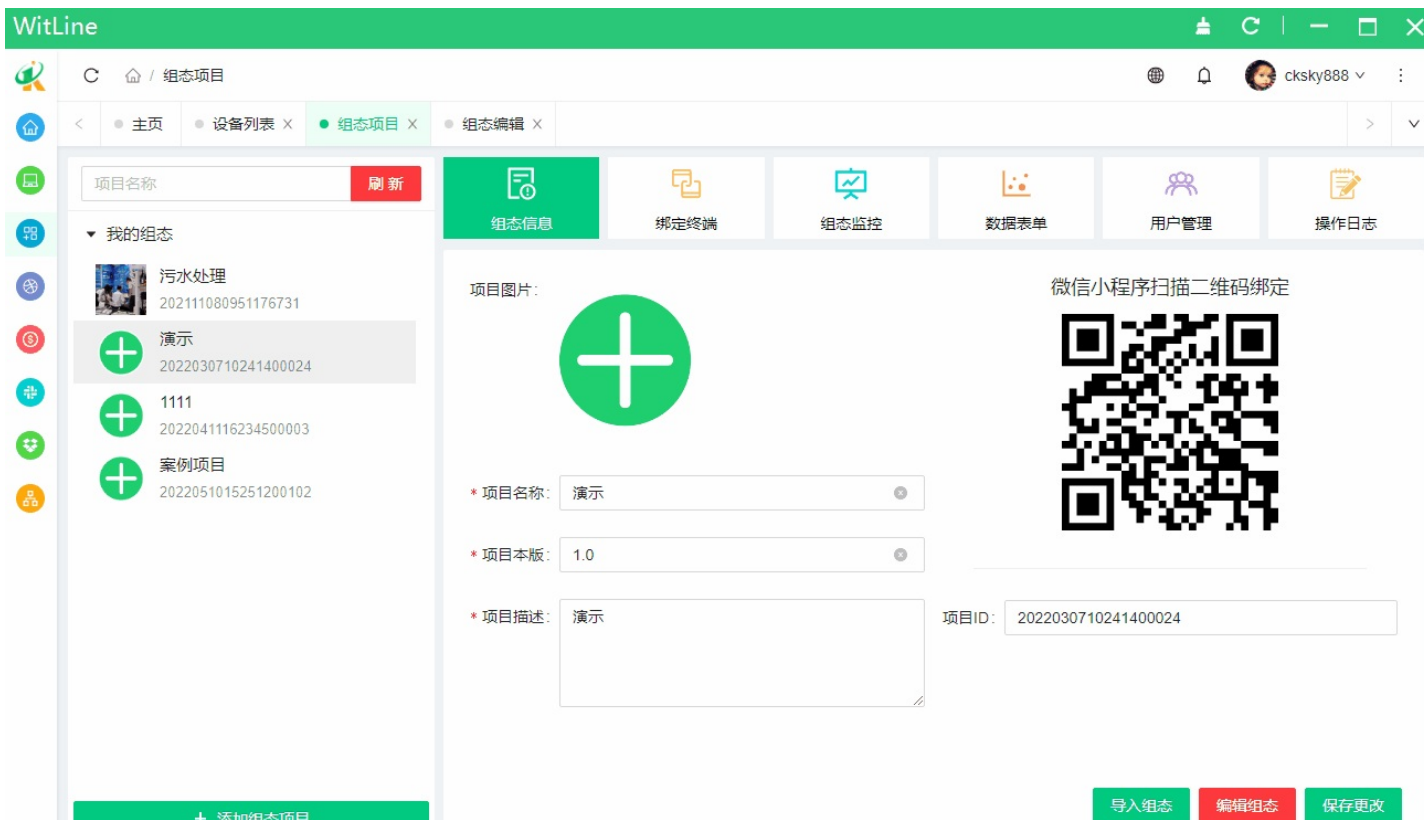 WitLine
/ 组态项目
cksky888
主页
设备列表
组态项目
组态编辑
项目名称
刷新
我的组态
污水处理
202111080951176731
演示
2022030710241400024
1111
2022041116234500003
案例项目
2022051015251200102
+ 添加组态项目
组态信息
绑定终端
组态监控
数据表单
用户管理
操作日志
项目图片:
微信小程序扫描二维码绑定
* 项目名称: 演示
* 项目本版: 1.0
* 项目描述: 演示
项目ID: 2022030710241400024
导入组态
编辑组态
保存更改